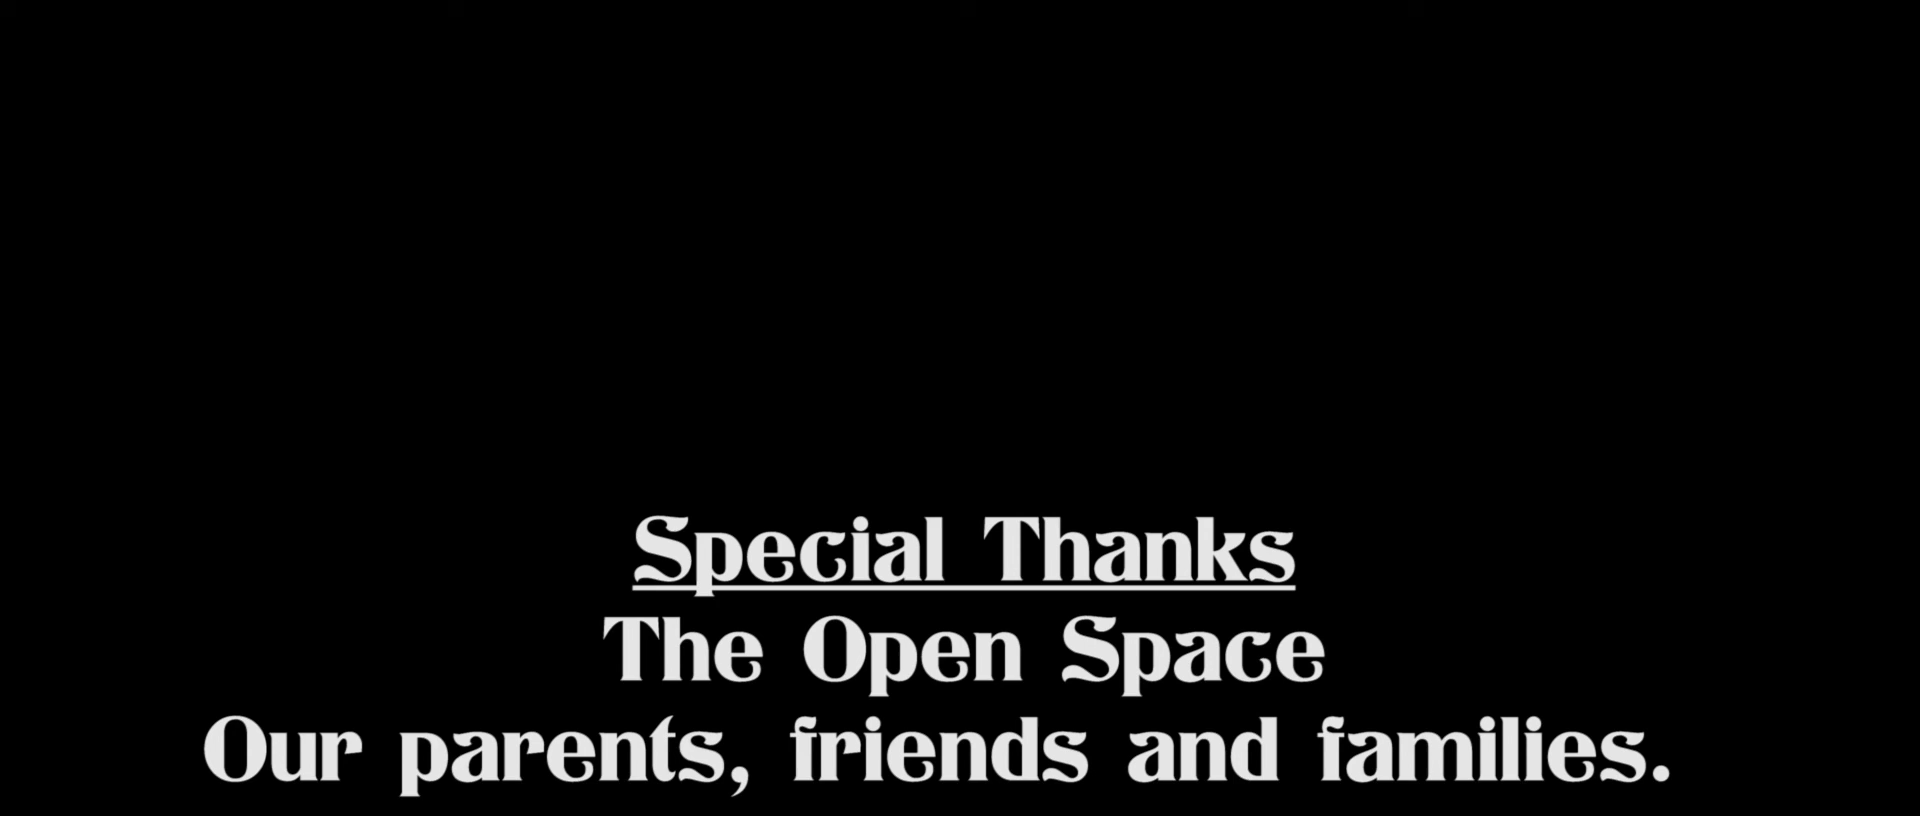 Special Thanks
The Open Space
Our parents, friends and families.